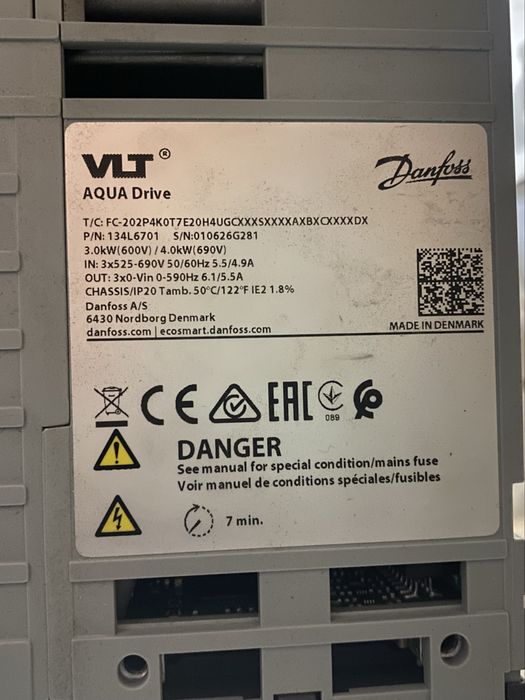 VLT®
Danfoss
AQUA Drive
T/C: FC-202P4K0T7E20H4UGCXXXSXXXXAXBXCXXXXDX
P/N: 134L6701 S/N:010626G281
3.0kW(600V) / 4.0kW(690V)
IN: 3x525-690V 50/60Hz 5.5/4.9A
OUT: 3x0-Vin 0-590Hz 6.1/5.5A
CHASSIS/IP20 Tamb. 50°C/122°F IE2 1.8%
Danfoss A/S
6430 Nordborg Denmark
danfoss.com | ecosmart.danfoss.com
MADE IN DENMARK
CE EAC
089
DANGER
See manual for special condition/mains fuse
Voir manuel de conditions spéciales/fusibles
7 min.